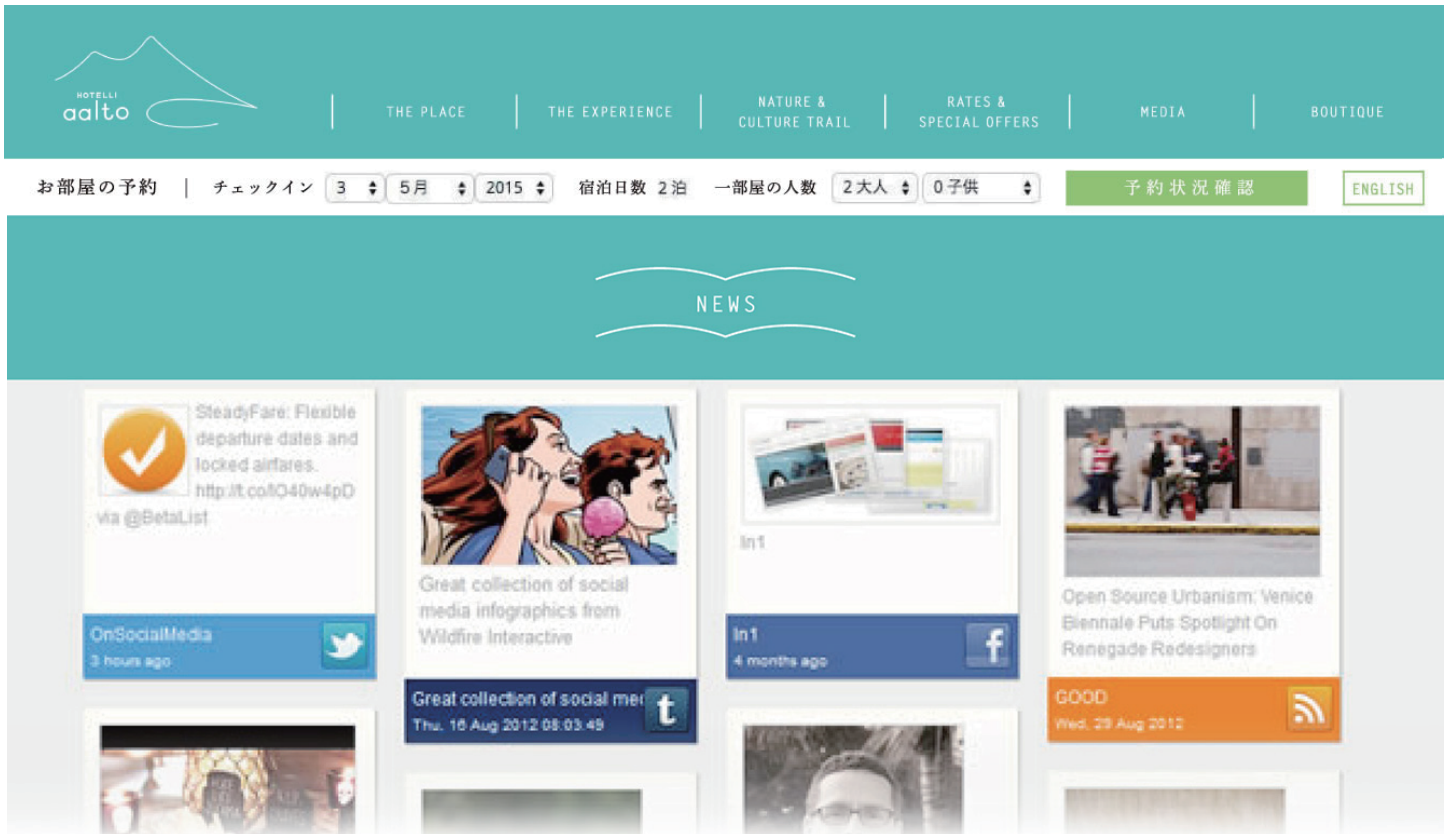 HOTELLI
aalto
THE PLACE
THE EXPERIENCE
NATURE &
CULTURE TRAIL
RATES &
SPECIAL OFFERS
MEDIA
BOUTIQUE
お部屋の予約 | チェックイン 3 5月 2015 宿泊日数 2泊 一部屋の人数 2大人 0子供 予約状況確認 ENGLISH
NEWS
SteadyFare: Flexible
departure dates and
locked airfares.
http://t.co/IO40w4pD
via @BetaList
OnSocialMedia
3 hours ago
Great collection of social
media infographics from
Wildfire Interactive
Great collection of social med
Thu, 16 Aug 2012 08:03:49
t
In1
In1
4 months ago
f
Open Source Urbanism: Venice
Biennale Puts Spotlight On
Renegade Redesigners
GOOD
Wed, 29 Aug 2012